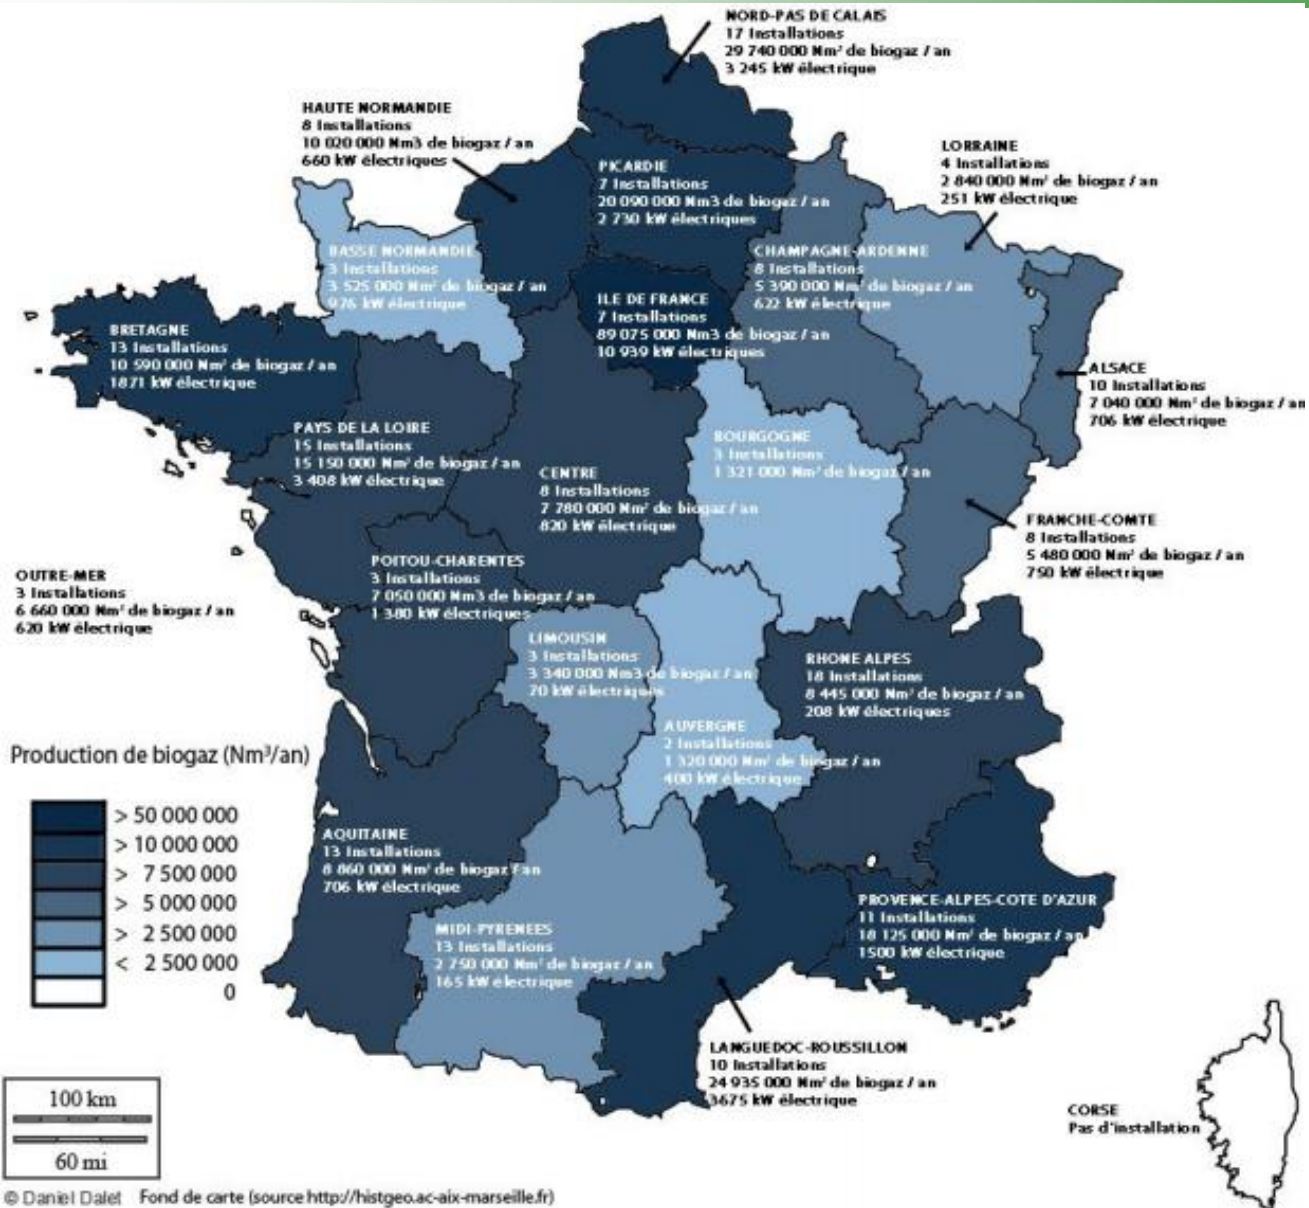 NORD-PAS DE CALAIS
17 Installations
29 740 000 Nm³ de biogaz / an
3 245 kW électrique
HAUTE NORMANDIE
8 Installations
10 020 000 Nm3 de biogaz / an
660 kW électriques
PICARDIE
7 Installations
20 090 000 Nm3 de biogaz / an
2 730 kW électriques
LORRAINE
4 Installations
2 840 000 Nm³ de biogaz / an
251 kW électrique
BASSE NORMANDIE
3 Installations
3 525 000 Nm³ de biogaz / an
976 kW électrique
CHAMPAGNE-ARDENNE
8 Installations
5 390 000 Nm³ de biogaz / an
622 kW électrique
ILE DE FRANCE
7 Installations
89 075 000 Nm3 de biogaz / an
10 939 kW électriques
BRETAGNE
13 Installations
10 590 000 Nm³ de biogaz / an
1871 kW électrique
ALSACE
10 Installations
7 040 000 Nm³ de biogaz / an
706 kW électrique
PAYS DE LA LOIRE
15 Installations
15 150 000 Nm³ de biogaz / an
3 408 kW électrique
BOURGOGNE
3 Installations
1 321 000 Nm³ de biogaz / an
CENTRE
8 Installations
7 780 000 Nm³ de biogaz / an
820 kW électrique
FRANCHE-COMTE
8 Installations
5 480 000 Nm³ de biogaz / an
750 kW électrique
POITOU-CHARENTES
3 Installations
7 050 000 Nm3 de biogaz / an
1 380 kW électriques
OUTRE-MER
3 Installations
6 660 000 Nm³ de biogaz / an
620 kW électrique
LIMOUSIN
3 Installations
3 340 000 Nm3 de biogaz / an
70 kW électriques
RHONE ALPES
18 Installations
8 445 000 Nm³ de biogaz / an
208 kW électriques
AUVERGNE
2 Installations
1 320 000 Nm³ de biogaz / an
400 kW électrique
Production de biogaz (Nm³/an)
> 50 000 000
> 10 000 000
> 7 500 000
> 5 000 000
> 2 500 000
< 2 500 000
0
AQUITAINE
13 Installations
8 860 000 Nm³ de biogaz / an
706 kW électrique
MIDI-PYRENEES
13 Installations
2 750 000 Nm³ de biogaz / an
165 kW électrique
PROVENCE-ALPES-COTE D'AZUR
11 Installations
18 125 000 Nm³ de biogaz / an
1500 kW électrique
LANGUEDOC-ROUSSILLON
10 Installations
24 935 000 Nm³ de biogaz / an
3675 kW électrique
CORSE
Pas d'installation
100 km
60 mi
© Daniel Dalet Fond de carte (source http://histgeo.ac-aix-marseille.fr)